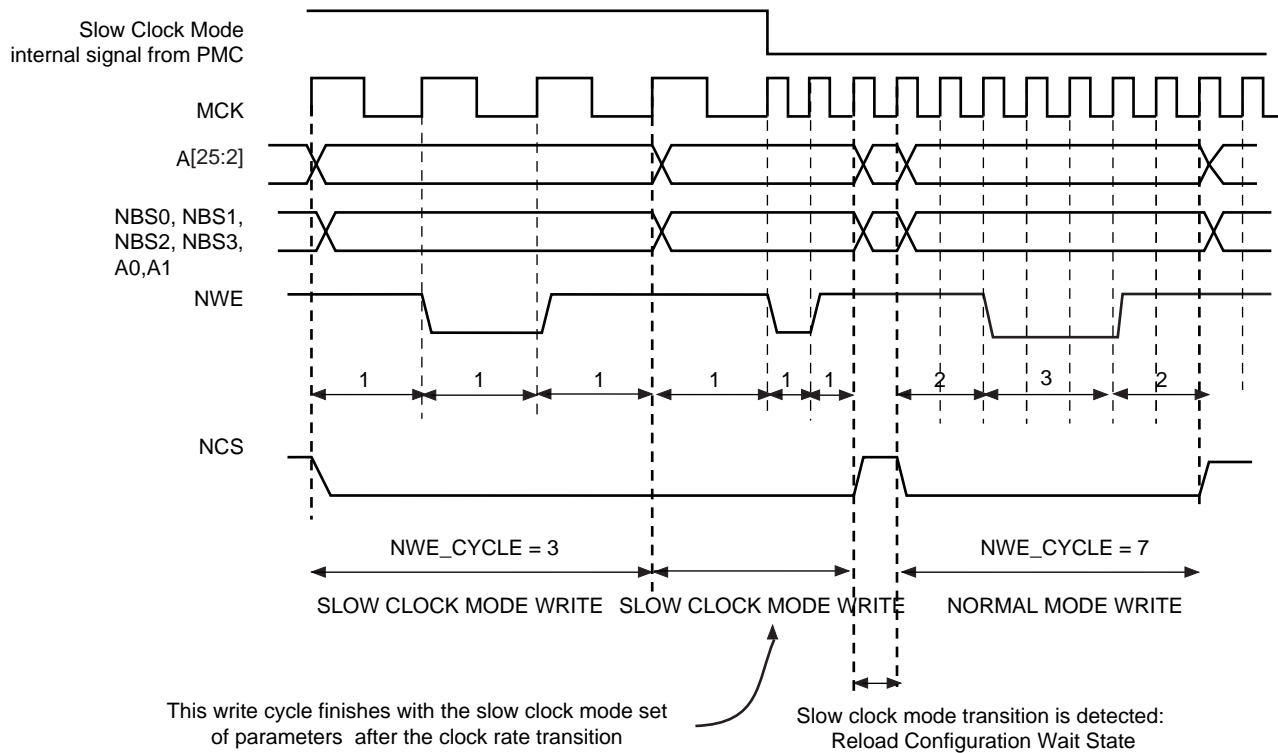 Slow Clock Mode
internal signal from PMC
MCK
A[25:2]
NBS0, NBS1,
NBS2, NBS3,
A0,A1
NWE
1 1 1 1 1 1 2 3 2
NCS
NWE_CYCLE = 3 NWE_CYCLE = 7
SLOW CLOCK MODE WRITE SLOW CLOCK MODE WRITE NORMAL MODE WRITE
This write cycle finishes with the slow clock mode set
of parameters after the clock rate transition
Slow clock mode transition is detected:
Reload Configuration Wait State